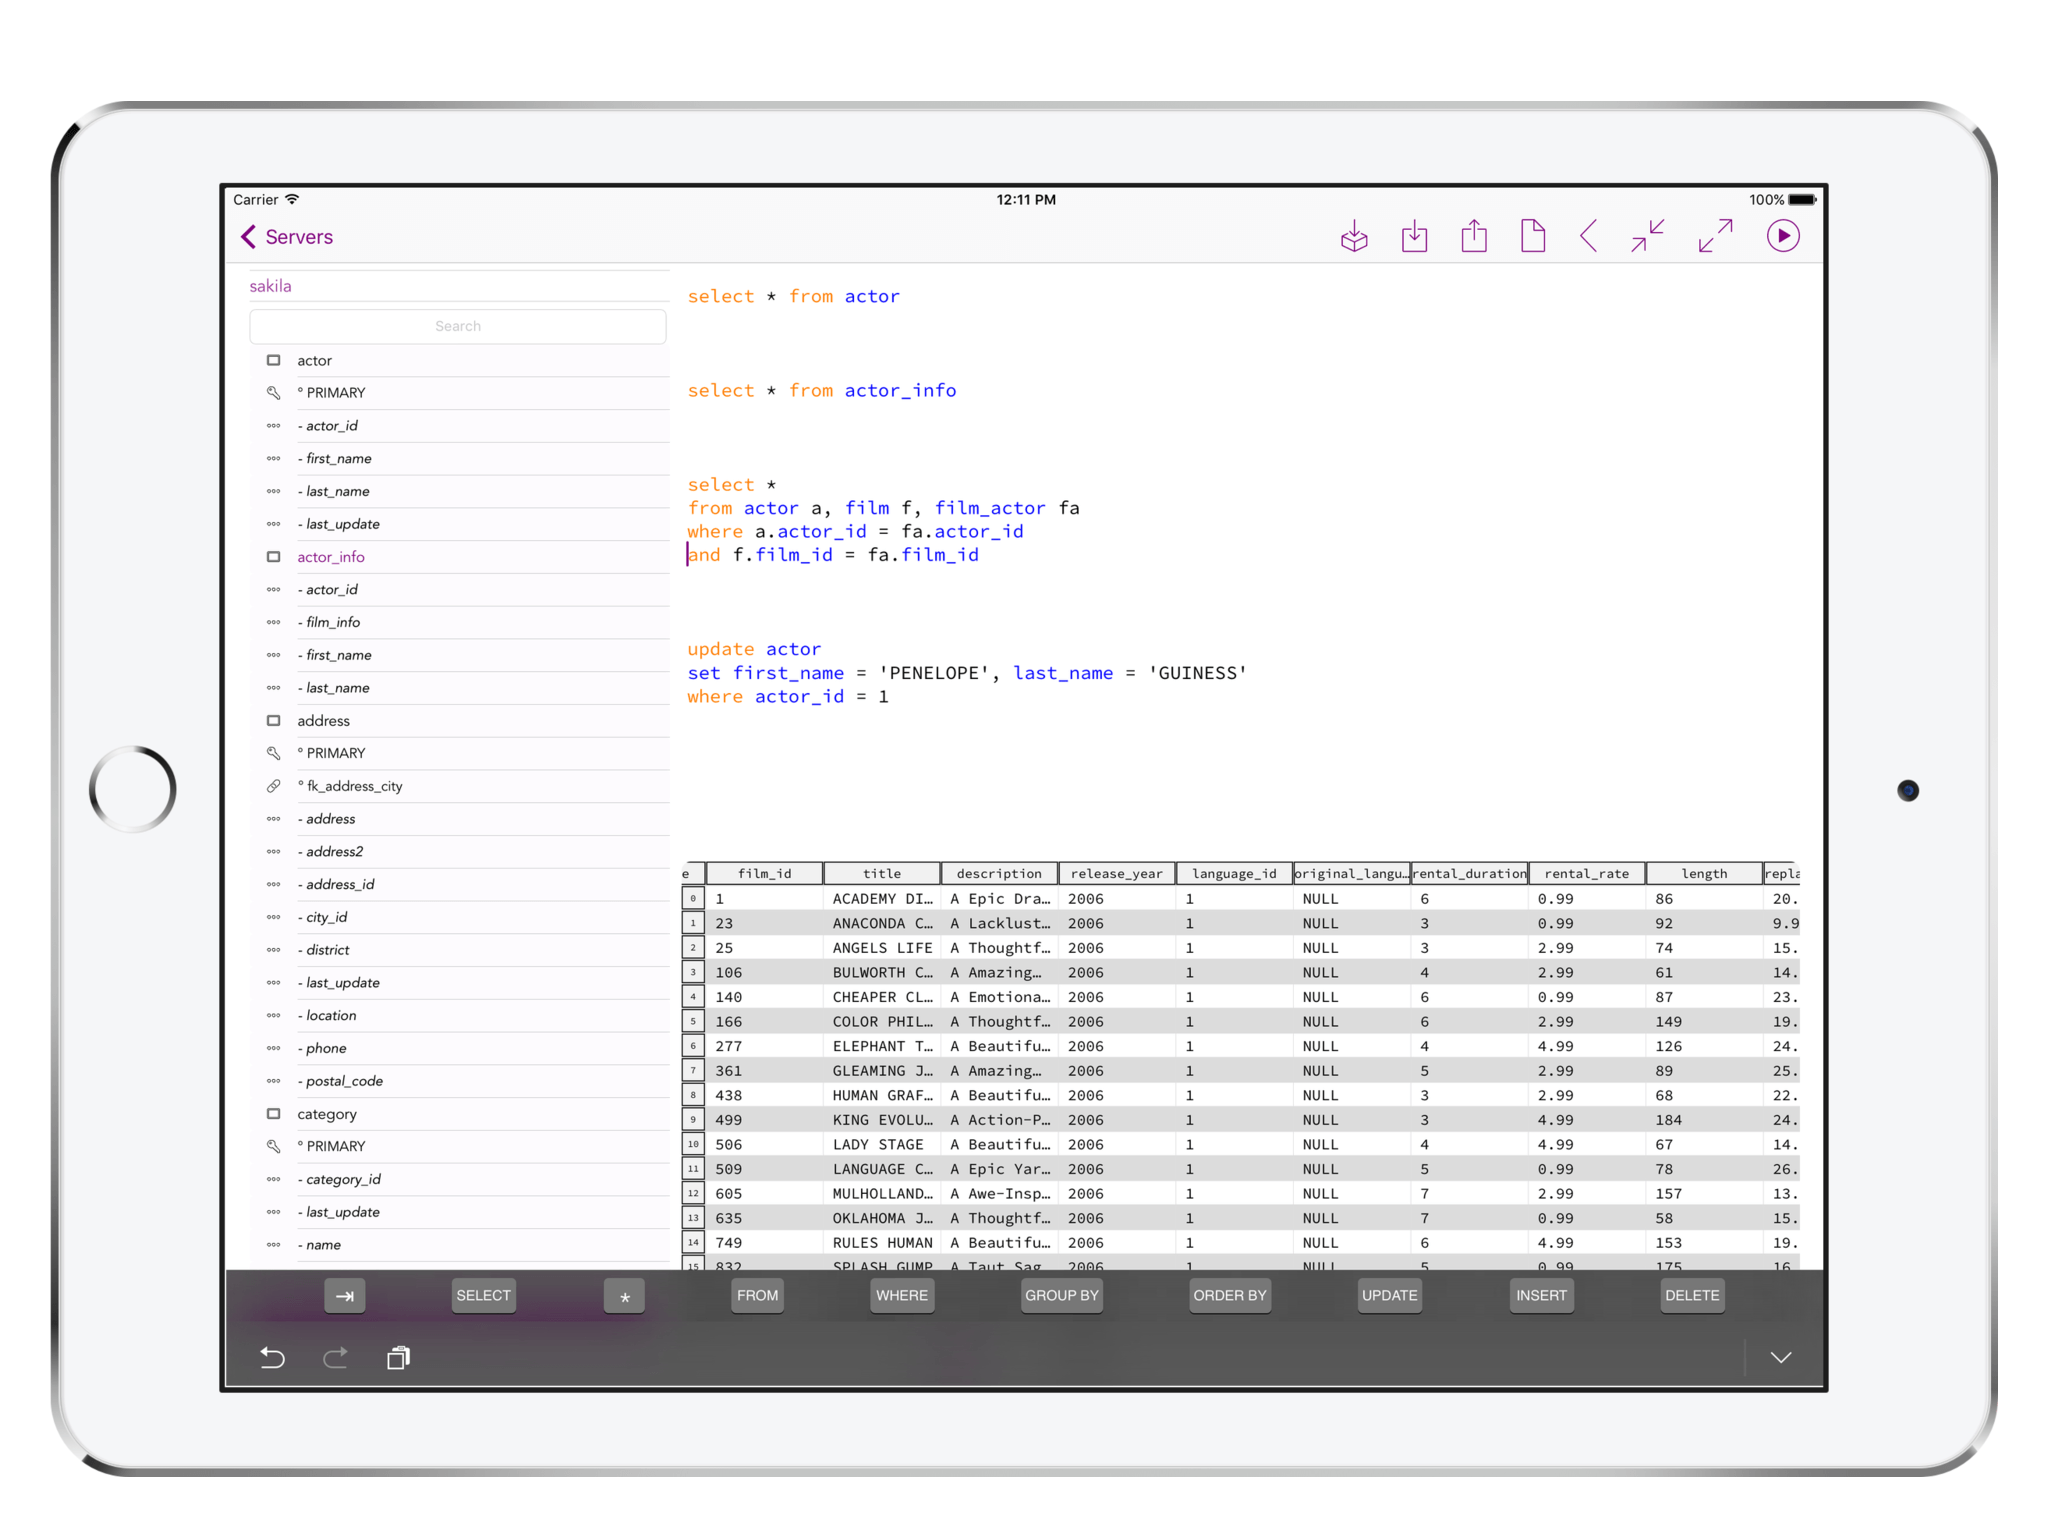 Carrier 12:11 PM 100%
Servers
sakila
Search
actor
° PRIMARY
- actor_id
- first_name
- last_name
- last_update
actor_info
- actor_id
- film_info
- first_name
- last_name
address
° PRIMARY
° fk_address_city
- address
- address2
- address_id
- city_id
- district
- last_update
- location
- phone
- postal_code
category
° PRIMARY
- category_id
- last_update
- name
select * from actor
select * from actor_info
select *
from actor a, film f, film_actor fa
where a.actor_id = fa.actor_id
and f.film_id = fa.film_id
update actor
set first_name = 'PENELOPE', last_name = 'GUINESS'
where actor_id = 1
e film_id title description release_year language_id original_langu… rental_duration rental_rate length repla
0 1 ACADEMY DI… A Epic Dra… 2006 1 NULL 6 0.99 86 20.
1 23 ANACONDA C… A Lacklust… 2006 1 NULL 3 0.99 92 9.9
2 25 ANGELS LIFE A Thoughtf… 2006 1 NULL 3 2.99 74 15.
3 106 BULWORTH C… A Amazing… 2006 1 NULL 4 2.99 61 14.
4 140 CHEAPER CL… A Emotiona… 2006 1 NULL 6 0.99 87 23.
5 166 COLOR PHIL… A Thoughtf… 2006 1 NULL 6 2.99 149 19.
6 277 ELEPHANT T… A Beautifu… 2006 1 NULL 4 4.99 126 24.
7 361 GLEAMING J… A Amazing… 2006 1 NULL 5 2.99 89 25.
8 438 HUMAN GRAF… A Beautifu… 2006 1 NULL 3 2.99 68 22.
9 499 KING EVOLU… A Action-P… 2006 1 NULL 3 4.99 184 24.
10 506 LADY STAGE A Beautifu… 2006 1 NULL 4 4.99 67 14.
11 509 LANGUAGE C… A Epic Yar… 2006 1 NULL 5 0.99 78 26.
12 605 MULHOLLAND… A Awe-Insp… 2006 1 NULL 7 2.99 157 13.
13 635 OKLAHOMA J… A Thoughtf… 2006 1 NULL 7 0.99 58 15.
14 749 RULES HUMAN A Beautifu… 2006 1 NULL 6 4.99 153 19.
15 832 SPLASH GUMP A Taut Sag 2006 1 NULL 5 0.99 175 16
SELECT * FROM WHERE GROUP BY ORDER BY UPDATE INSERT DELETE